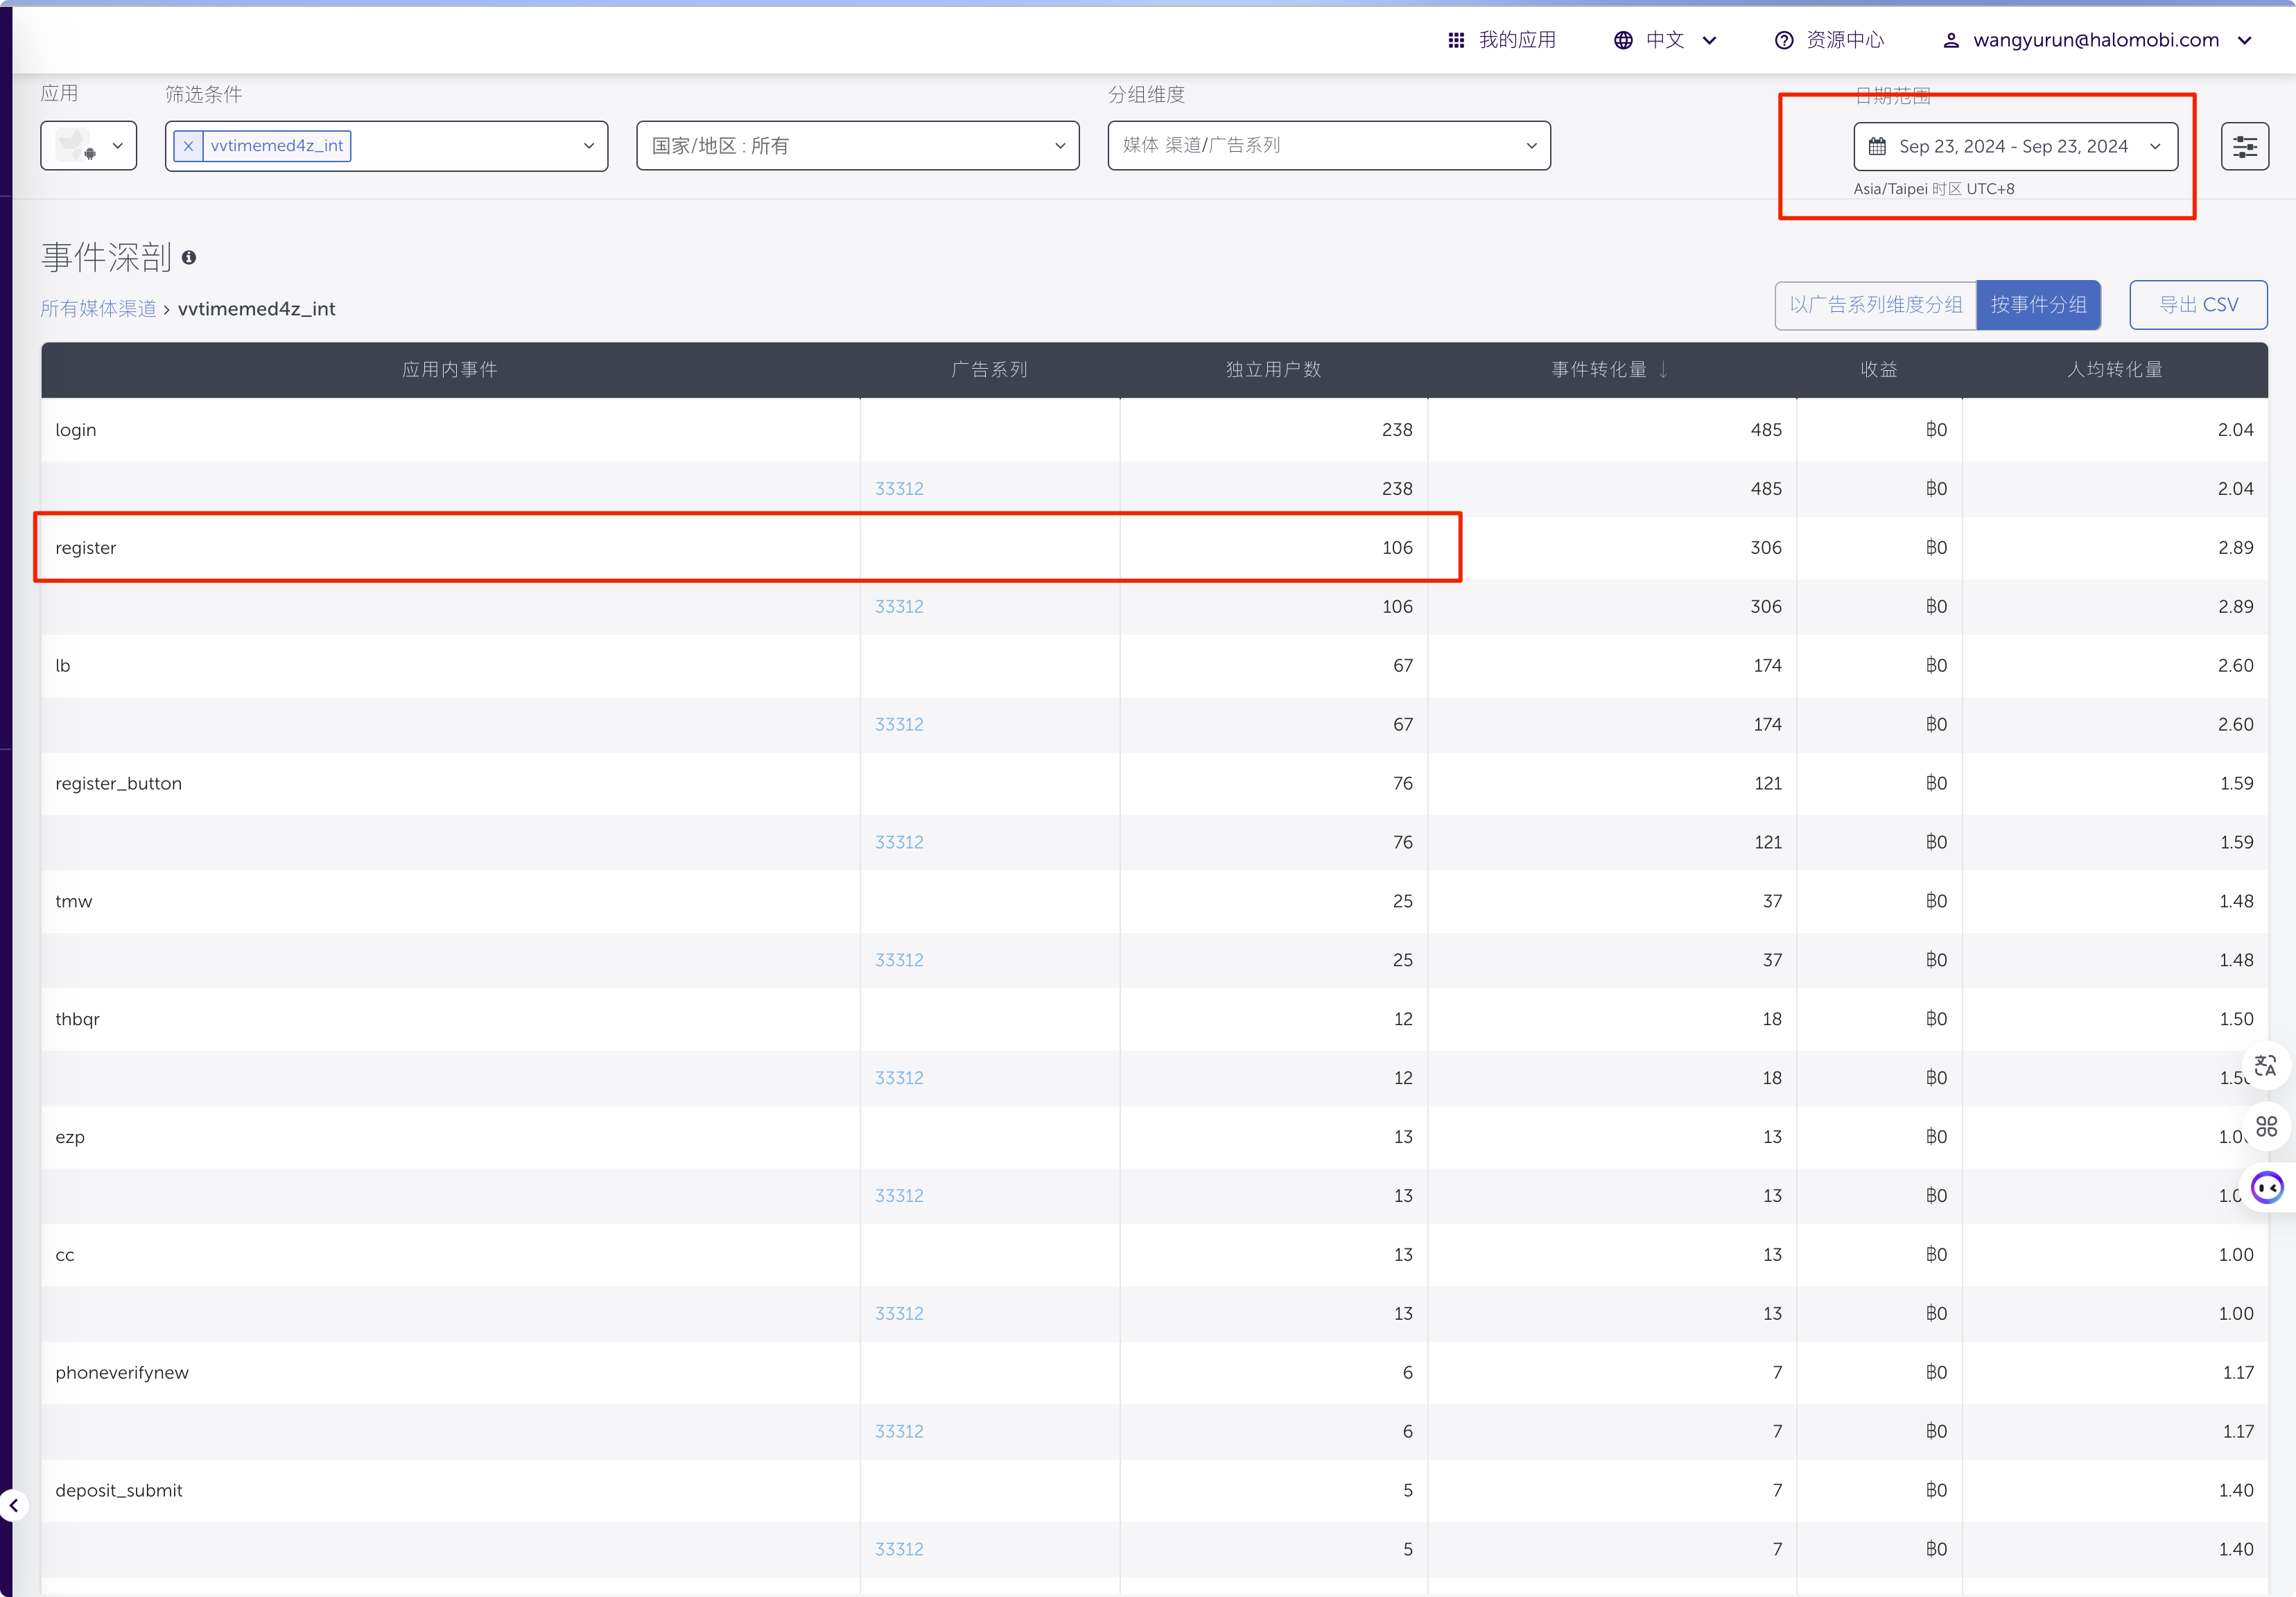 我的应用 中文 资源中心 wangyurun@halomobi.com
应用 筛选条件 分组维度 日期范围
vvtimemed4z_int 国家/地区 : 所有 媒体 渠道/广告系列 Sep 23, 2024 - Sep 23, 2024
Asia/Taipei 时区 UTC+8
事件深剖
所有媒体渠道 > vvtimemed4z_int 以广告系列维度分组 按事件分组 导出 CSV
应用内事件 广告系列 独立用户数 事件转化量 ↓ 收益 人均转化量
login 238 485 ฿0 2.04
33312 238 485 ฿0 2.04
register 106 306 ฿0 2.89
33312 106 306 ฿0 2.89
lb 67 174 ฿0 2.60
33312 67 174 ฿0 2.60
register_button 76 121 ฿0 1.59
33312 76 121 ฿0 1.59
tmw 25 37 ฿0 1.48
33312 25 37 ฿0 1.48
thbqr 12 18 ฿0 1.50
33312 12 18 ฿0
ezp 13 13 ฿0
33312 13 13 ฿0
cc 13 13 ฿0 1.00
33312 13 13 ฿0 1.00
phoneverifynew 6 7 ฿0 1.17
33312 6 7 ฿0 1.17
deposit_submit 5 7 ฿0 1.40
33312 5 7 ฿0 1.40